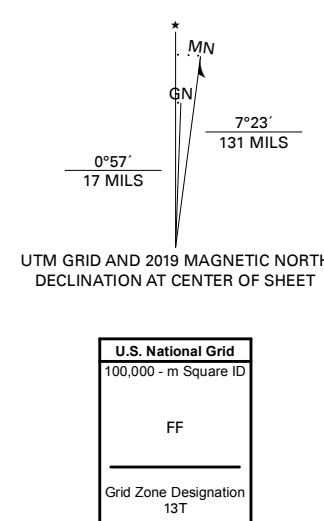 ★
MN
GN
7°23´
131 MILS
0°57´
17 MILS
UTM GRID AND 2019 MAGNETIC NORTH
DECLINATION AT CENTER OF SHEET
U.S. National Grid
100,000 - m Square ID
FF
Grid Zone Designation
13T